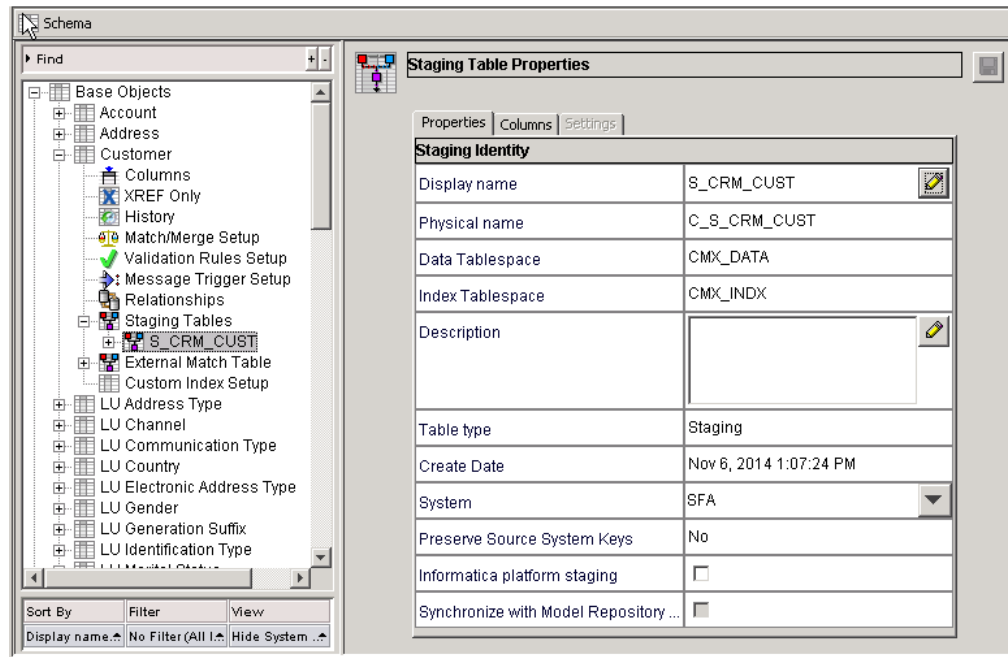 Schema
Find
+ -
Base Objects
Account
Address
Customer
Columns
XREF Only
History
Match/Merge Setup
Validation Rules Setup
Message Trigger Setup
Relationships
Staging Tables
S_CRM_CUST
External Match Table
Custom Index Setup
LU Address Type
LU Channel
LU Communication Type
LU Country
LU Electronic Address Type
LU Gender
LU Generation Suffix
LU Identification Type
Sort By Filter View
Display name... No Filter (All I... Hide System ...
Staging Table Properties
Properties Columns Settings
Staging Identity
Display name S_CRM_CUST
Physical name C_S_CRM_CUST
Data Tablespace CMX_DATA
Index Tablespace CMX_INDX
Description
Table type Staging
Create Date Nov 6, 2014 1:07:24 PM
System SFA
Preserve Source System Keys No
Informatica platform staging
Synchronize with Model Repository ...